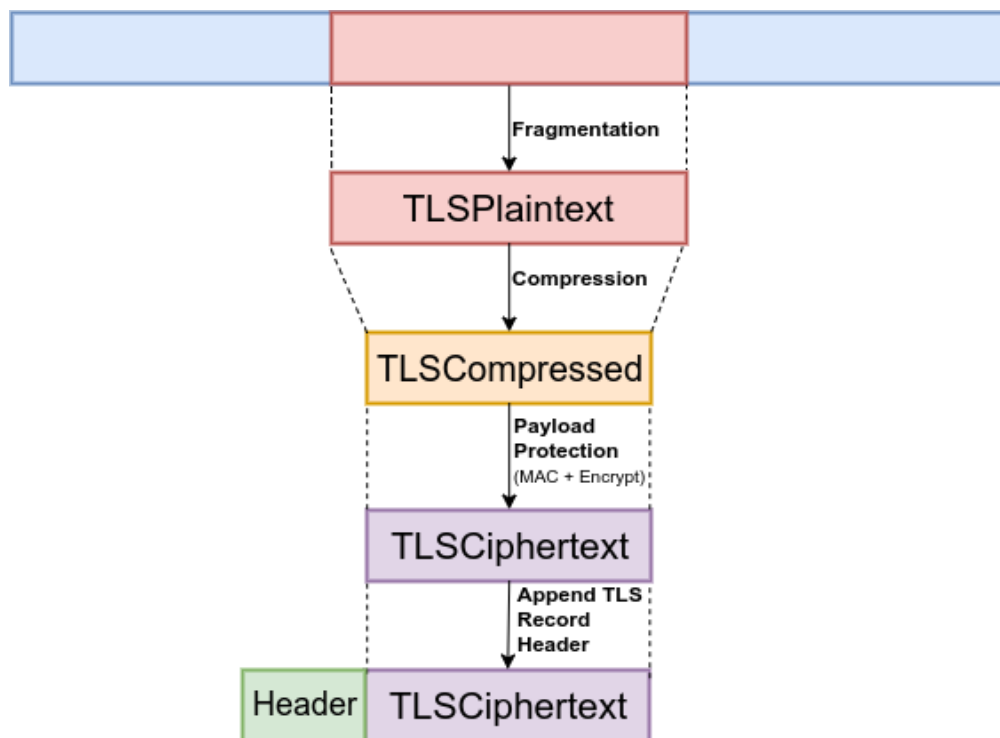 Fragmentation
TLSPlaintext
Compression
TLSCompressed
Payload
Protection
(MAC + Encrypt)
TLSCiphertext
Append TLS
Record
Header
Header
TLSCiphertext